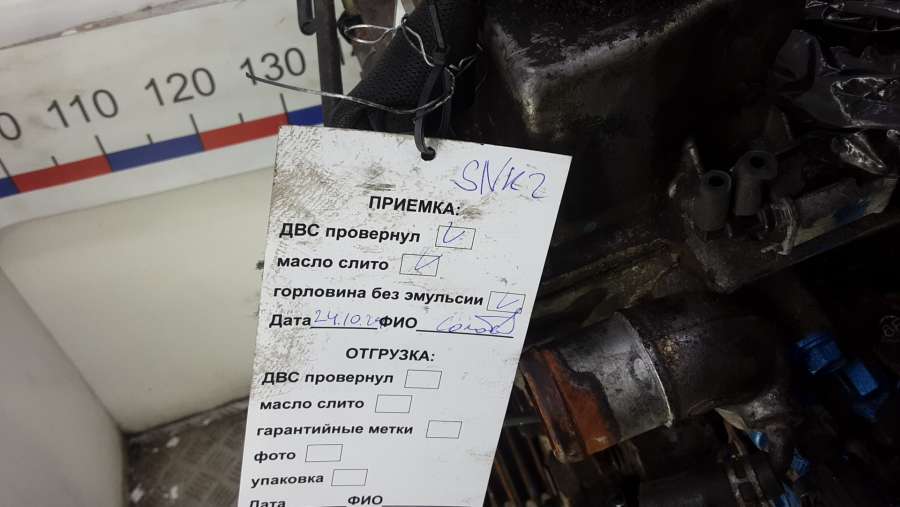 110 120 130
SNK2
ПРИЕМКА:
ДВС провернул
масло слито
горловина без эмульсии
Дата 24.10.24 ФИО
ОТГРУЗКА:
ДВС провернул
масло слито
гарантийные метки
фото
упаковка
Дата ФИО